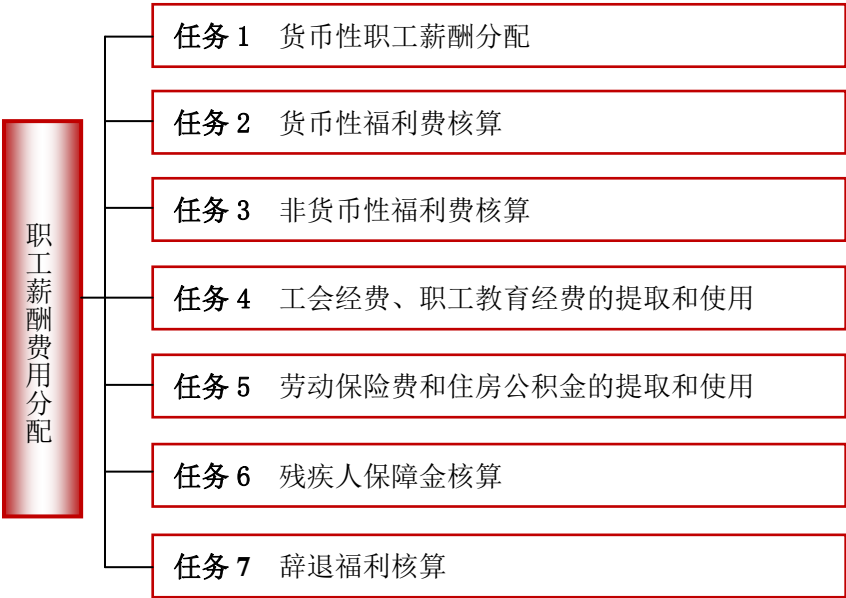 职工薪酬费用分配
任务 1 货币性职工薪酬分配
任务 2 货币性福利费核算
任务 3 非货币性福利费核算
任务 4 工会经费、职工教育经费的提取和使用
任务 5 劳动保险费和住房公积金的提取和使用
任务 6 残疾人保障金核算
任务 7 辞退福利核算